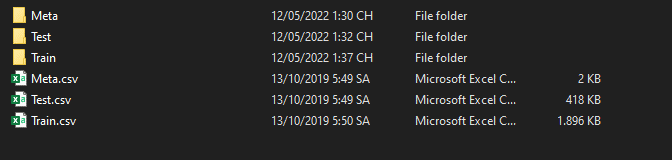 Meta 12/05/2022 1:30 CH File folder
Test 12/05/2022 1:32 CH File folder
Train 12/05/2022 1:37 CH File folder
Meta.csv 13/10/2019 5:49 SA Microsoft Excel C... 2 KB
Test.csv 13/10/2019 5:49 SA Microsoft Excel C... 418 KB
Train.csv 13/10/2019 5:50 SA Microsoft Excel C... 1.896 KB